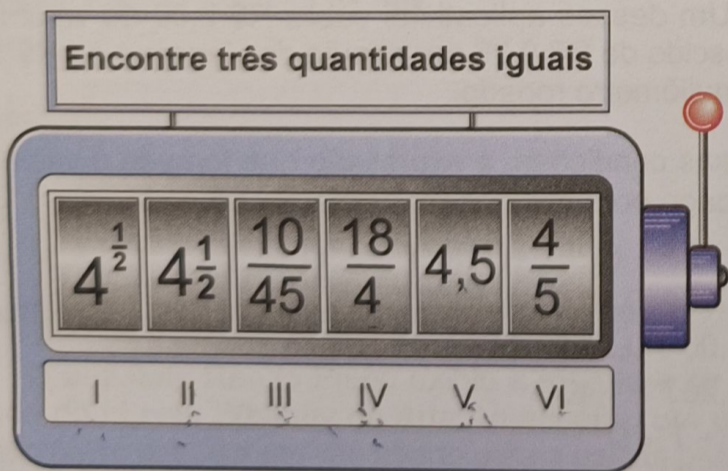 Encontre três quantidades iguais
4^{1/2} 4 1/2 10/45 18/4 4,5 4/5
I II III IV V VI